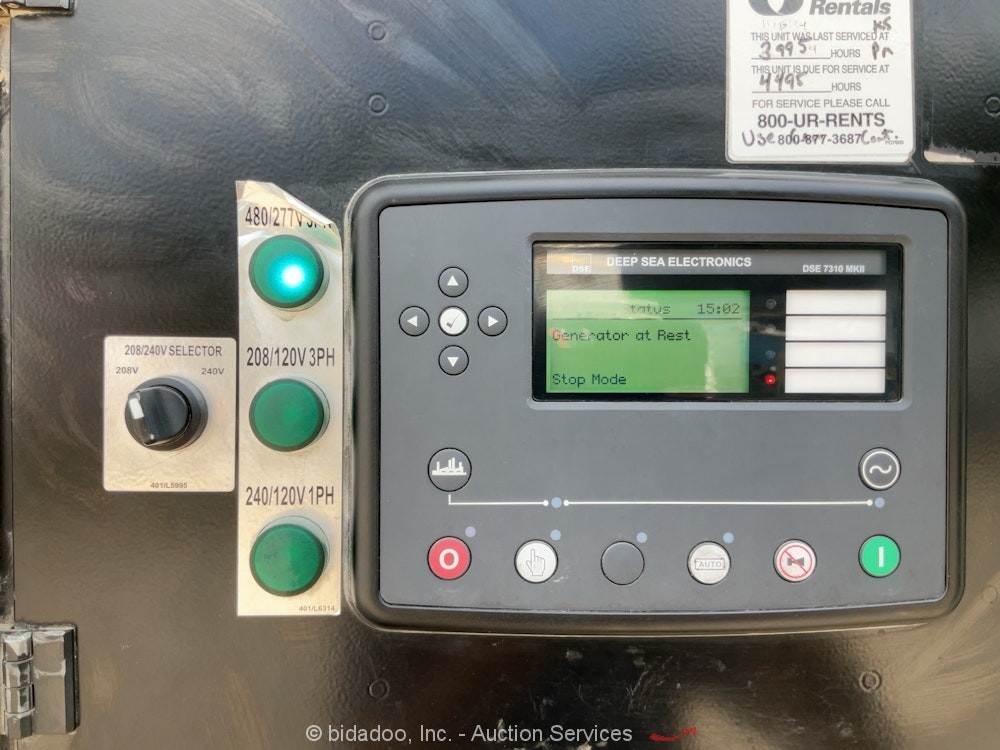 Rentals
THIS UNIT WAS LAST SERVICED AT
3995 HOURS
THIS UNIT IS DUE FOR SERVICE AT
4495 HOURS
FOR SERVICE PLEASE CALL
800-UR-RENTS
Use 800-877-3687
480/277V
208/120V 3PH
240/120V 1PH
401/L6314
208/240V SELECTOR
208V 240V
401/L5995
DSE DEEP SEA ELECTRONICS DSE 7310 MKII
tatus 15:02
Generator at Rest
Stop Mode
O
AUTO
I
© bidadoo, Inc. - Auction Services